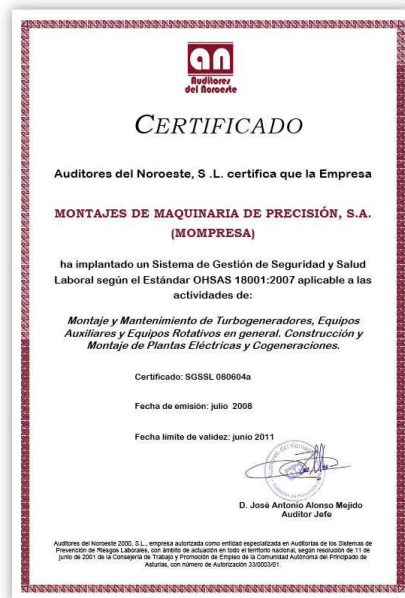 an
Auditores
del Noroeste
CERTIFICADO
Auditores del Noroeste, S .L. certifica que la Empresa
MONTAJES DE MAQUINARIA DE PRECISIÓN, S.A.
(MOMPRESA)
ha implantado un Sistema de Gestión de Seguridad y Salud
Laboral según el Estándar OHSAS 18001:2007 aplicable a las
actividades de:
Montaje y Mantenimiento de Turbogeneradores, Equipos
Auxiliares y Equipos Rotativos en general. Construcción y
Montaje de Plantas Eléctricas y Cogeneraciones.
Certificado: SGSSL 080604a
Fecha de emisión: julio 2008
Fecha límite de validez: junio 2011
D. José Antonio Alonso Mejido
Auditor Jefe
Auditores del Noroeste 2000, S.L., empresa autorizada como entidad especializada en Auditorías de los Sistemas de
Prevención de Riesgos Laborales, con ámbito de actuación en todo el territorio nacional, según resolución de 11 de
junio de 2001 de la Consejería de Trabajo y Promoción de Empleo de la Comunidad Autónoma del Principado de
Asturias, con número de Autorización 33/0003/01.